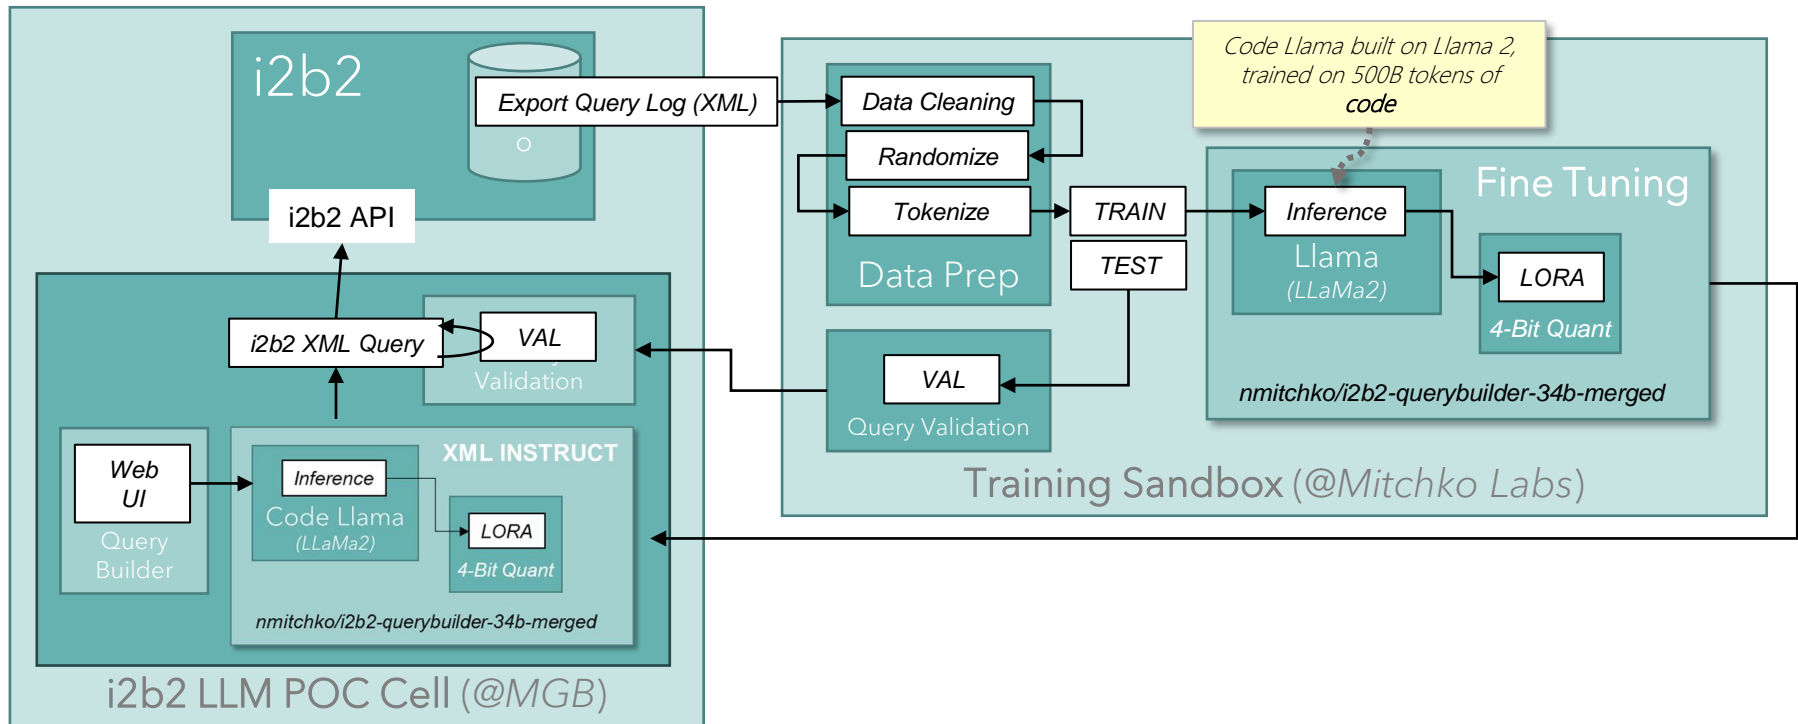 i2b2
O
Export Query Log (XML)
i2b2 API
i2b2 XML Query
VAL
Validation
Web
UI
Query
Builder
XML INSTRUCT
Inference
Code Llama
(LLaMa2)
LORA
4-Bit Quant
nmitchko/i2b2-querybuilder-34b-merged
i2b2 LLM POC Cell (@MGB)
Data Cleaning
Randomize
Tokenize
Data Prep
TRAIN
TEST
VAL
Query Validation
Code Llama built on Llama 2,
trained on 500B tokens of
code
Fine Tuning
Inference
Llama
(LLaMa2)
LORA
4-Bit Quant
nmitchko/i2b2-querybuilder-34b-merged
Training Sandbox (@Mitchko Labs)